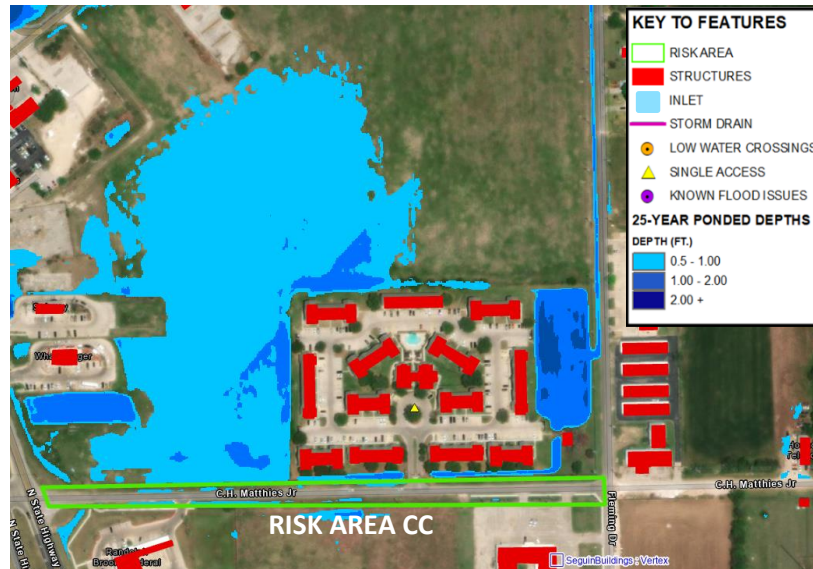 KEY TO FEATURES
RISK AREA
STRUCTURES
INLET
STORM DRAIN
LOW WATER CROSSINGS
SINGLE ACCESS
KNOWN FLOOD ISSUES
25-YEAR PONDED DEPTHS
DEPTH (FT.)
0.5 - 1.00
1.00 - 2.00
2.00 +
C.H. Matthies Jr
C.H. Matthies Jr
N State Highway
N State Hi
Fleming Dr
RISK AREA CC
SeguinBuildings - Vertex